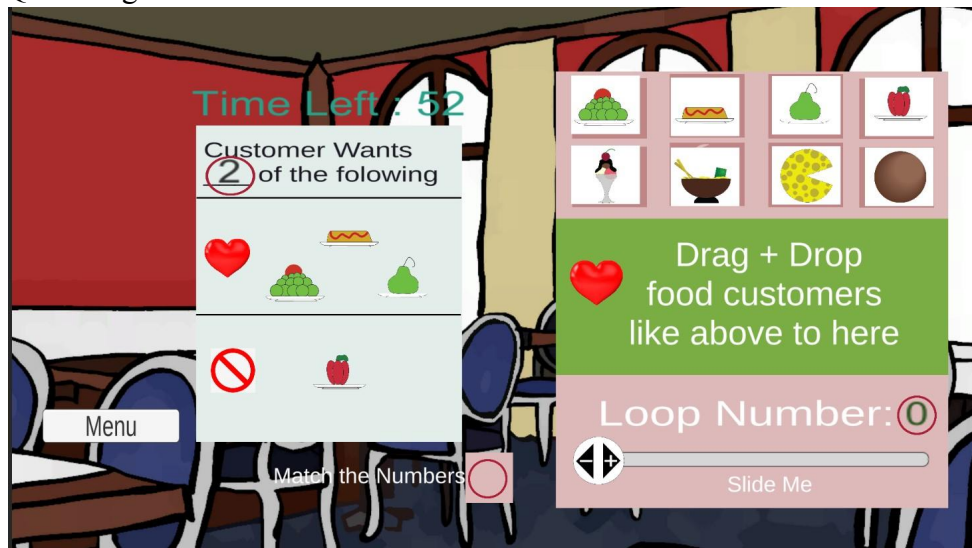 Time Left : 52
Customer Wants
2 of the folowing
Menu
Match the Numbers
Drag + Drop
food customers
like above to here
Loop Number: 0
Slide Me